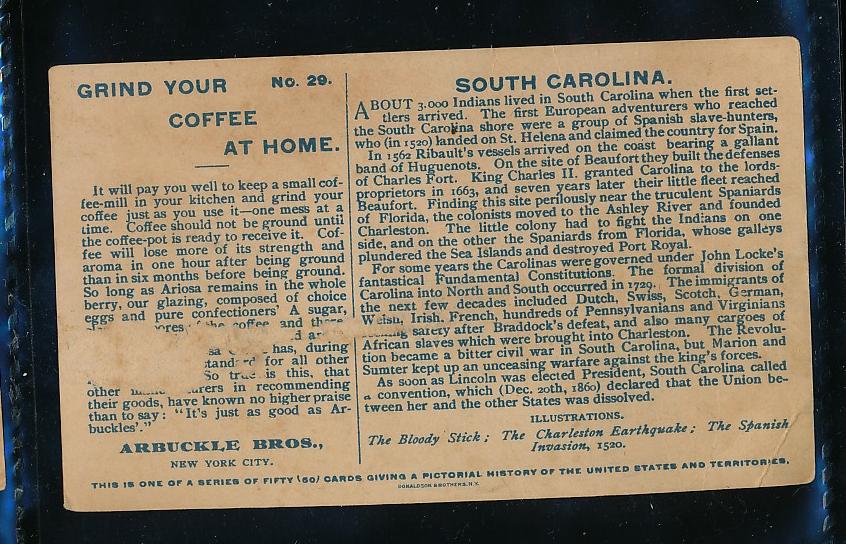 GRIND YOUR No. 29.
COFFEE
AT HOME.
It will pay you well to keep a small cof-
fee-mill in your kitchen and grind your
coffee just as you use it—one mess at a
time. Coffee should not be ground until
the coffee-pot is ready to receive it. Cof-
fee will lose more of its strength and
aroma in one hour after being ground
than in six months before being ground.
So long as Ariosa remains in the whole
berry, our glazing, composed of choice
eggs and pure confectioners' A sugar,
the coffee, and
has, during
for all other
So true is this, that
other in recommending
their goods, have known no higher praise
than to say: "It's just as good as Ar-
buckles'."
ARBUCKLE BROS.,
NEW YORK CITY.
SOUTH CAROLINA.
ABOUT 3,000 Indians lived in South Carolina when the first set-
tlers arrived. The first European adventurers who reached
the South Carolina shore were a group of Spanish slave-hunters,
who (in 1520) landed on St. Helena and claimed the country for Spain.
In 1562 Ribault's vessels arrived on the coast bearing a gallant
band of Huguenots. On the site of Beaufort they built the defenses
of Charles Fort. King Charles II. granted Carolina to the lords-
proprietors in 1663, and seven years later their little fleet reached
Beaufort. Finding this site perilously near the truculent Spaniards
of Florida, the colonists moved to the Ashley River and founded
Charleston. The little colony had to fight the Indians on one
side, and on the other the Spaniards from Florida, whose galleys
plundered the Sea Islands and destroyed Port Royal.
For some years the Carolinas were governed under John Locke's
fantastical Fundamental Constitutions. The formal division of
Carolina into North and South occurred in 1729. The immigrants of
the next few decades included Dutch, Swiss, Scotch, German,
Welsh, Irish, French, hundreds of Pennsylvanians and Virginians
safety after Braddock's defeat, and also many cargoes of
African slaves which were brought into Charleston. The Revolu-
tion became a bitter civil war in South Carolina, but Marion and
Sumter kept up an unceasing warfare against the king's forces.
As soon as Lincoln was elected President, South Carolina called
a convention, which (Dec. 20th, 1860) declared that the Union be-
tween her and the other States was dissolved.
ILLUSTRATIONS.
The Bloody Stick; The Charleston Earthquake; The Spanish
Invasion, 1520.
THIS IS ONE OF A SERIES OF FIFTY (50) CARDS GIVING A PICTORIAL HISTORY OF THE UNITED STATES AND TERRITORIES.
DONALDSON BROTHERS, N.Y.